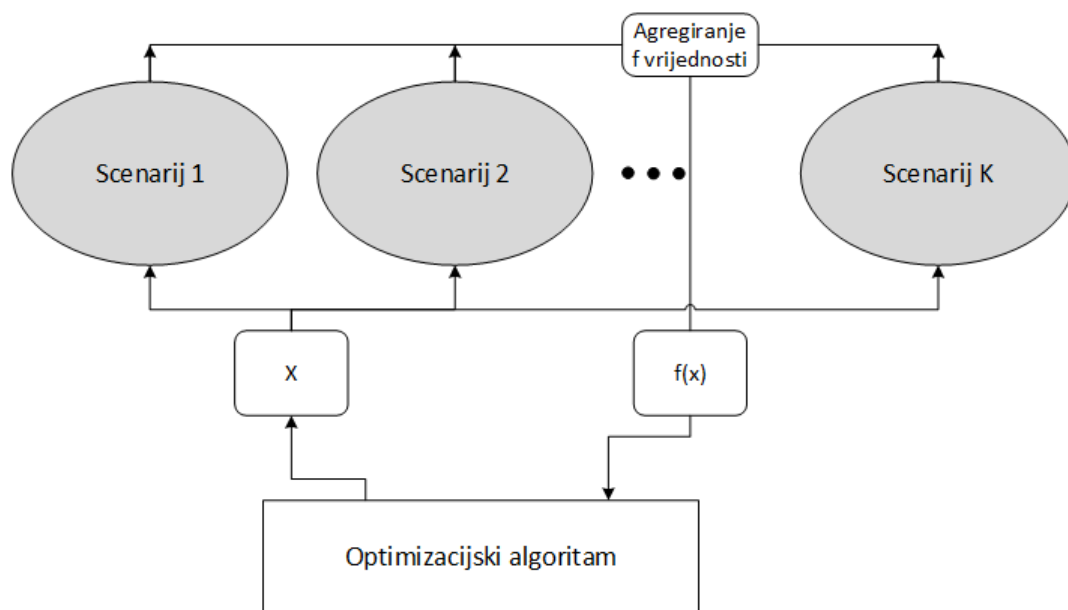 Agregiranje
f vrijednosti
Scenarij 1
Scenarij 2
Scenarij K
X
f(x)
Optimizacijski algoritam